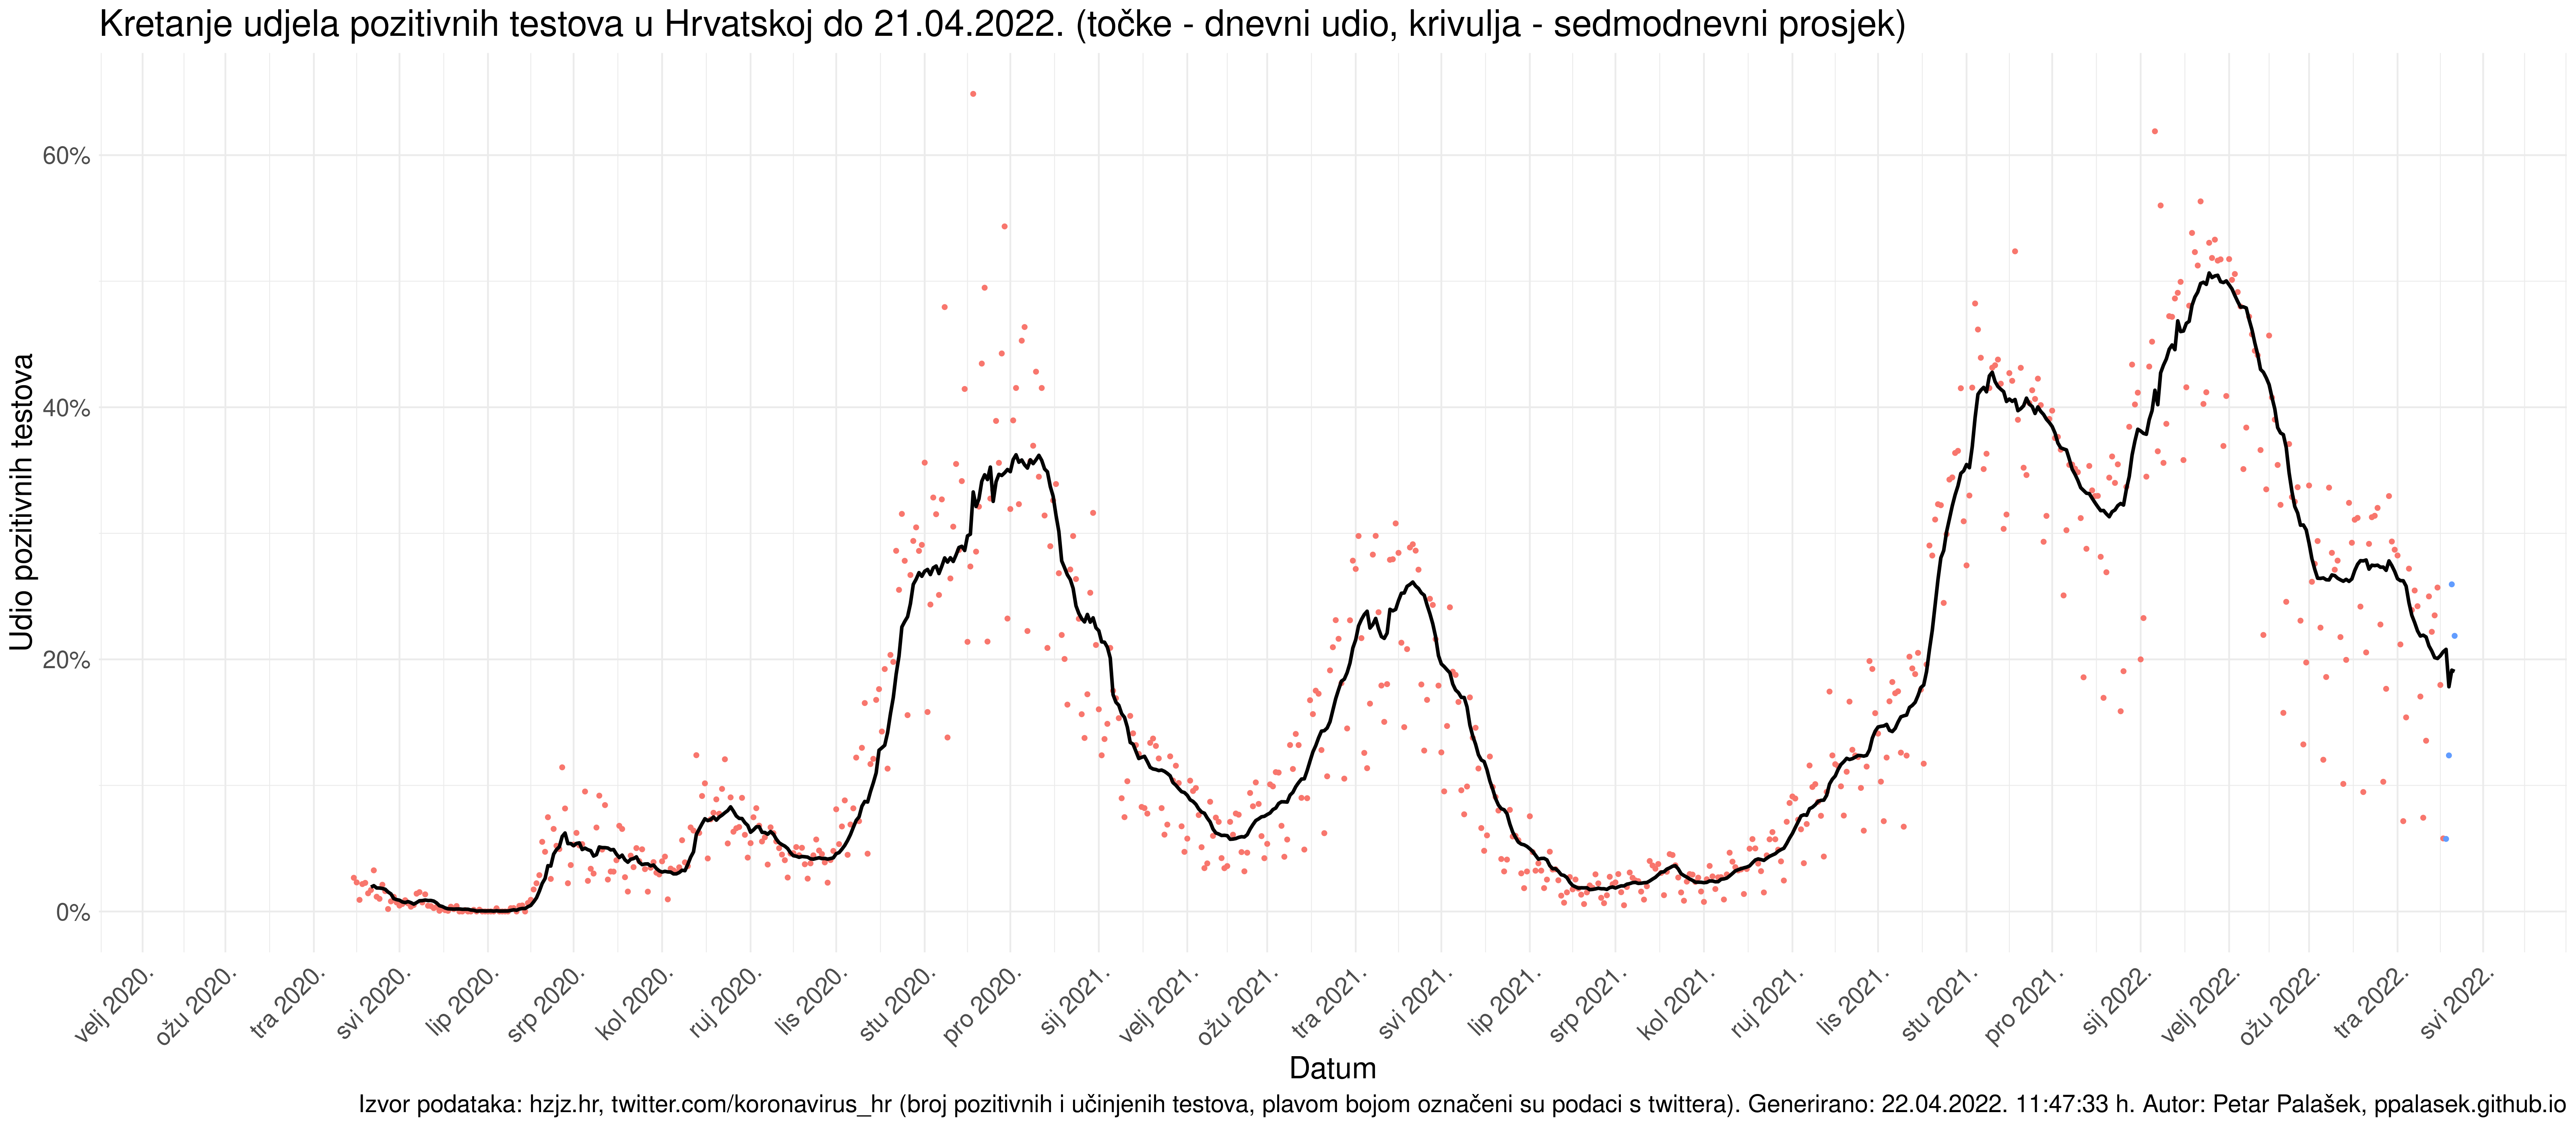 Kretanje udjela pozitivnih testova u Hrvatskoj do 21.04.2022. (točke - dnevni udio, krivulja - sedmodnevni prosjek)
Udio pozitivnih testova
60%
40%
20%
0%
velj 2020.
ožu 2020.
tra 2020.
svi 2020.
lip 2020.
srp 2020.
kol 2020.
ruj 2020.
lis 2020.
stu 2020.
pro 2020.
sij 2021.
velj 2021.
ožu 2021.
tra 2021.
svi 2021.
lip 2021.
srp 2021.
kol 2021.
ruj 2021.
lis 2021.
stu 2021.
pro 2021.
sij 2022.
velj 2022.
ožu 2022.
tra 2022.
svi 2022.
Datum
Izvor podataka: hzjz.hr, twitter.com/koronavirus_hr (broj pozitivnih i učinjenih testova, plavom bojom označeni su podaci s twittera). Generirano: 22.04.2022. 11:47:33 h. Autor: Petar Palašek, ppalasek.github.io